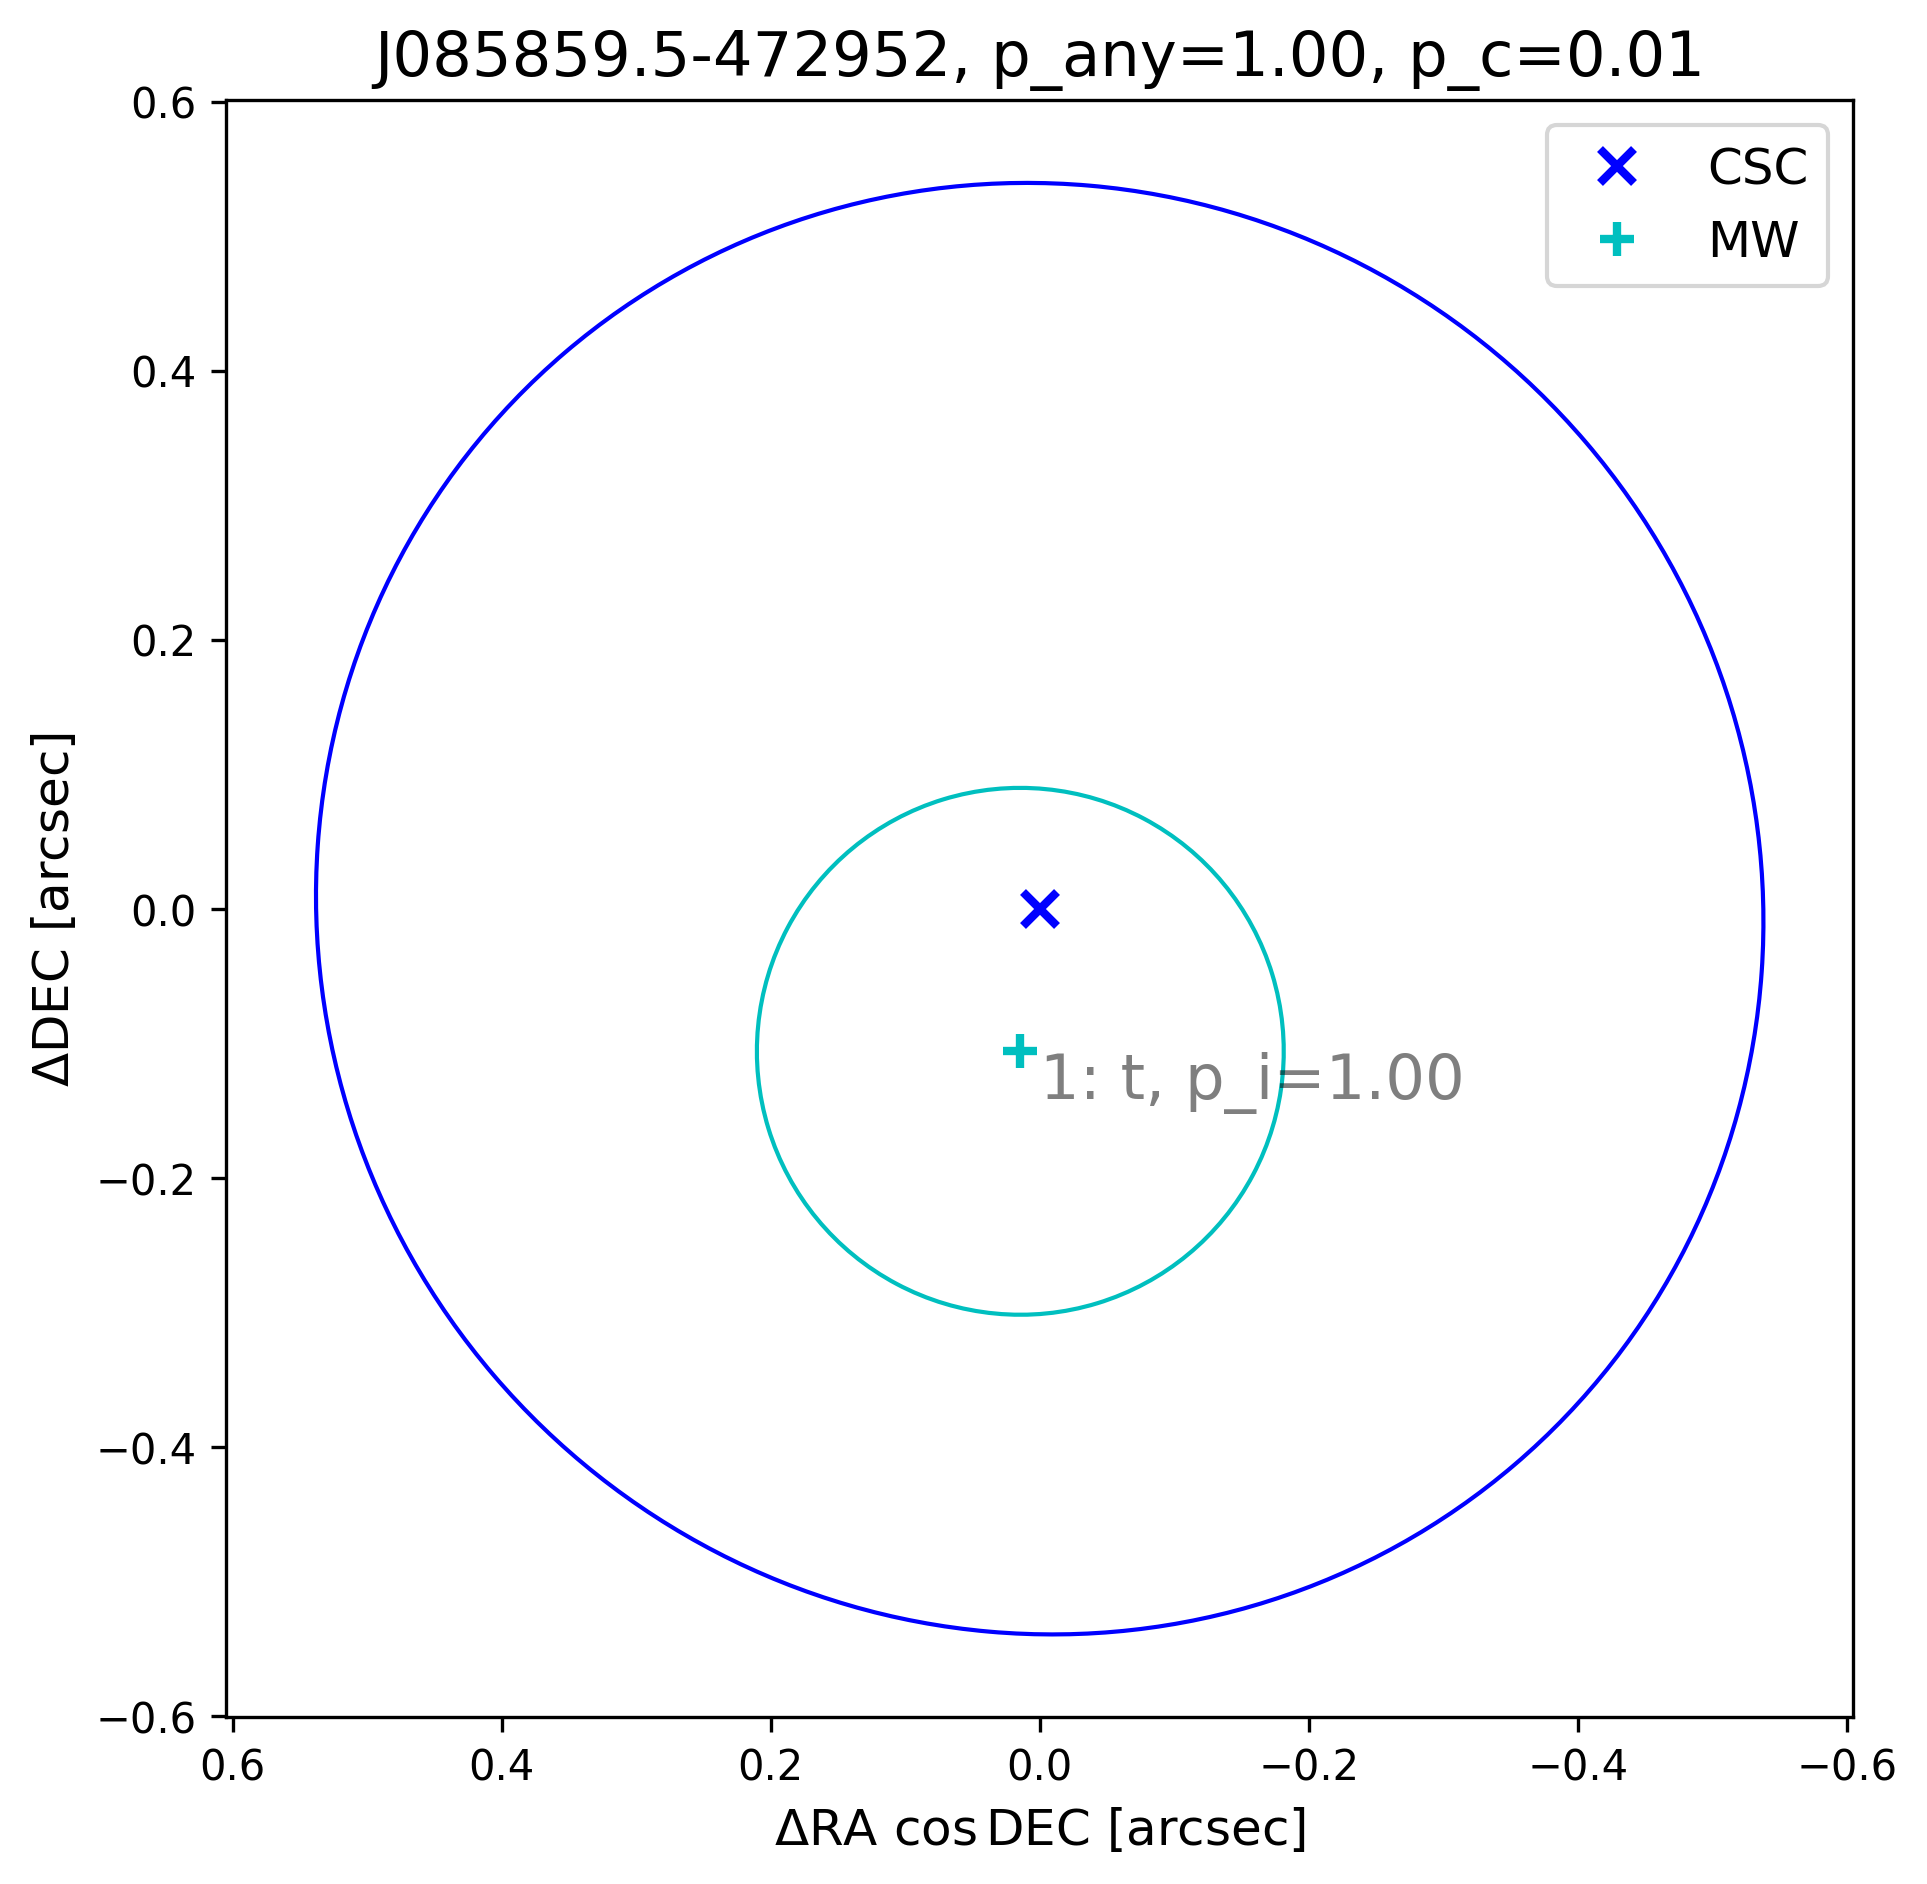 J085859.5-472952, p_any=1.00, p_c=0.01
CSC
MW
0.6
0.4
0.2
0.0
−0.2
−0.4
−0.6
ΔDEC [arcsec]
1: t, p_i=1.00
0.6 0.4 0.2 0.0 −0.2 −0.4 −0.6
ΔRA cos DEC [arcsec]